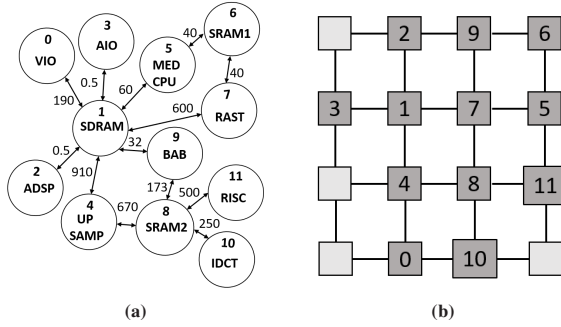 0
VIO
3
AIO
5
MED
CPU
6
SRAM1
7
RAST
1
SDRAM
2
ADSP
4
UP
SAMP
9
BAB
8
SRAM2
11
RISC
10
IDCT
190
0.5
60
40
40
600
32
0.5
910
670
173
500
250
(a)
2 9 6
3 1 7 5
4 8 11
0 10
(b)